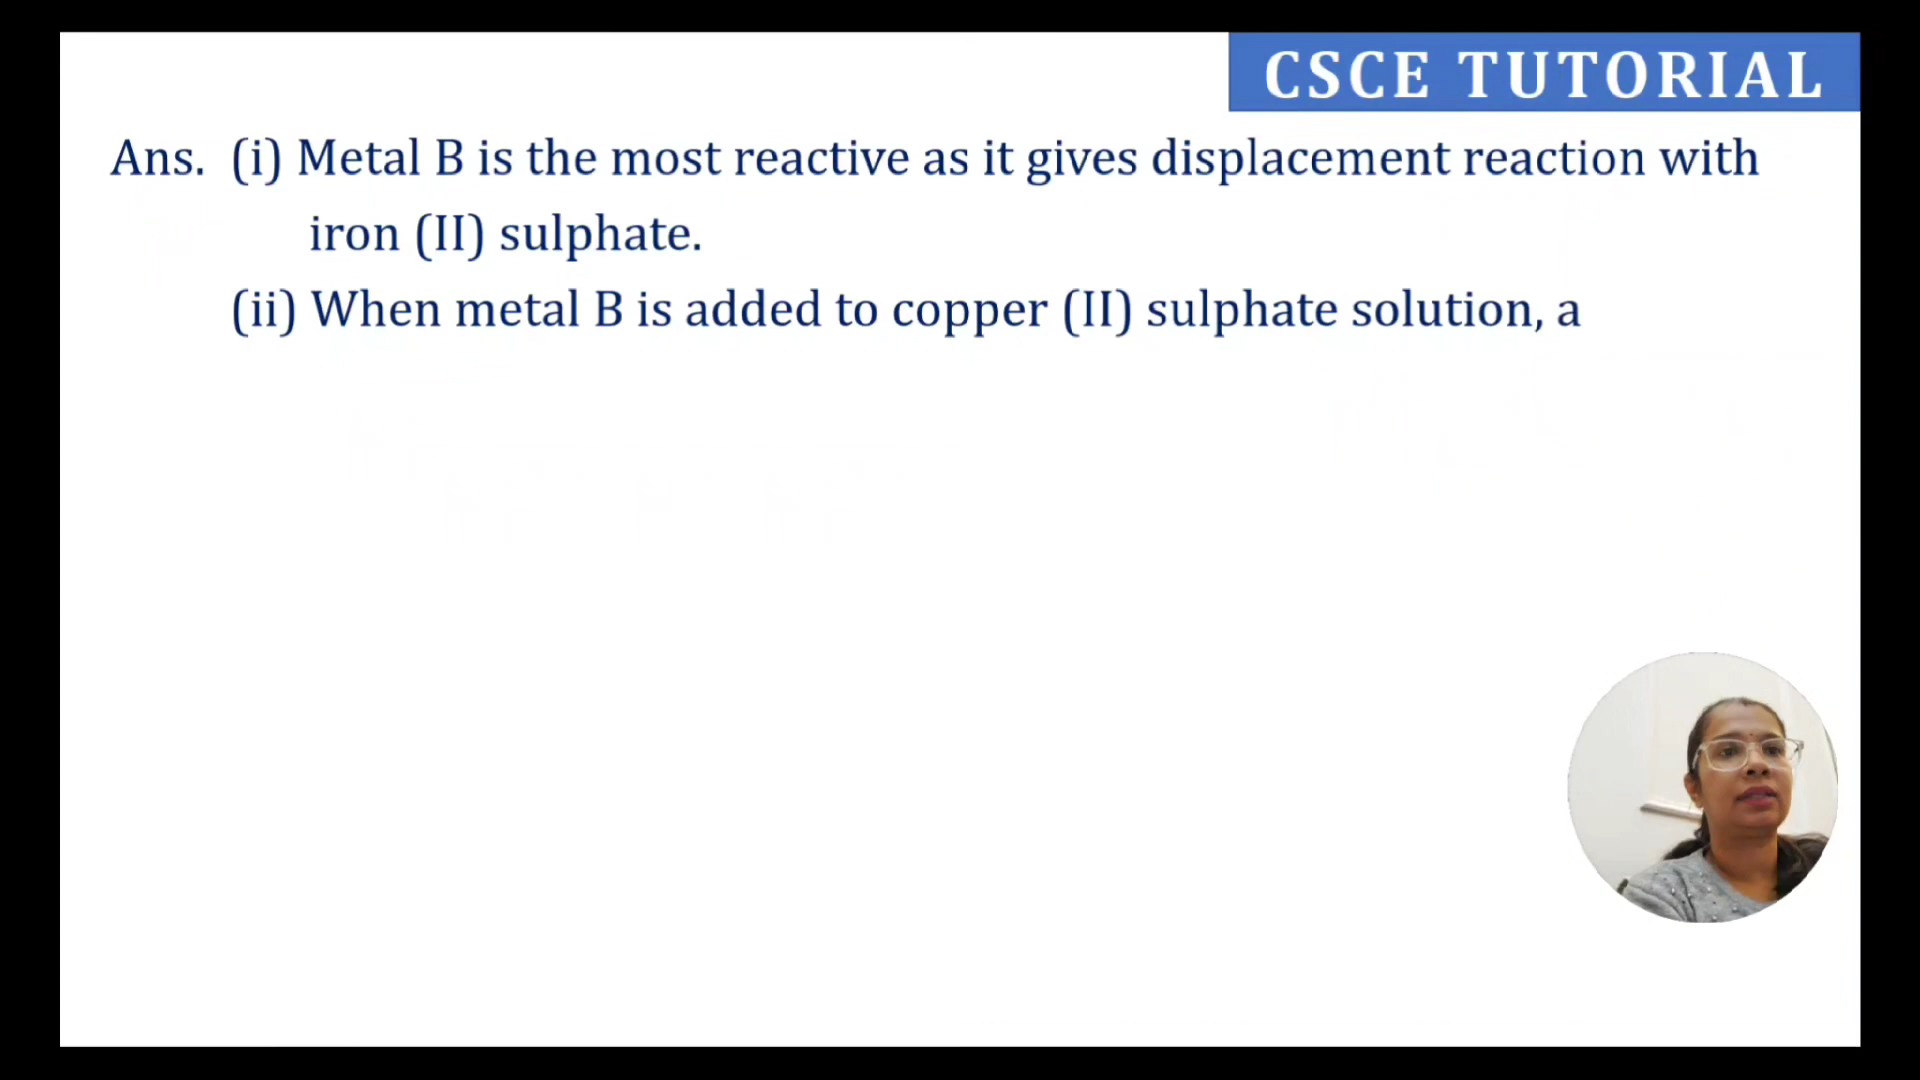 CSCE TUTORIAL
Ans. (i) Metal B is the most reactive as it gives displacement reaction with
iron (II) sulphate.
(ii) When metal B is added to copper (II) sulphate solution, a